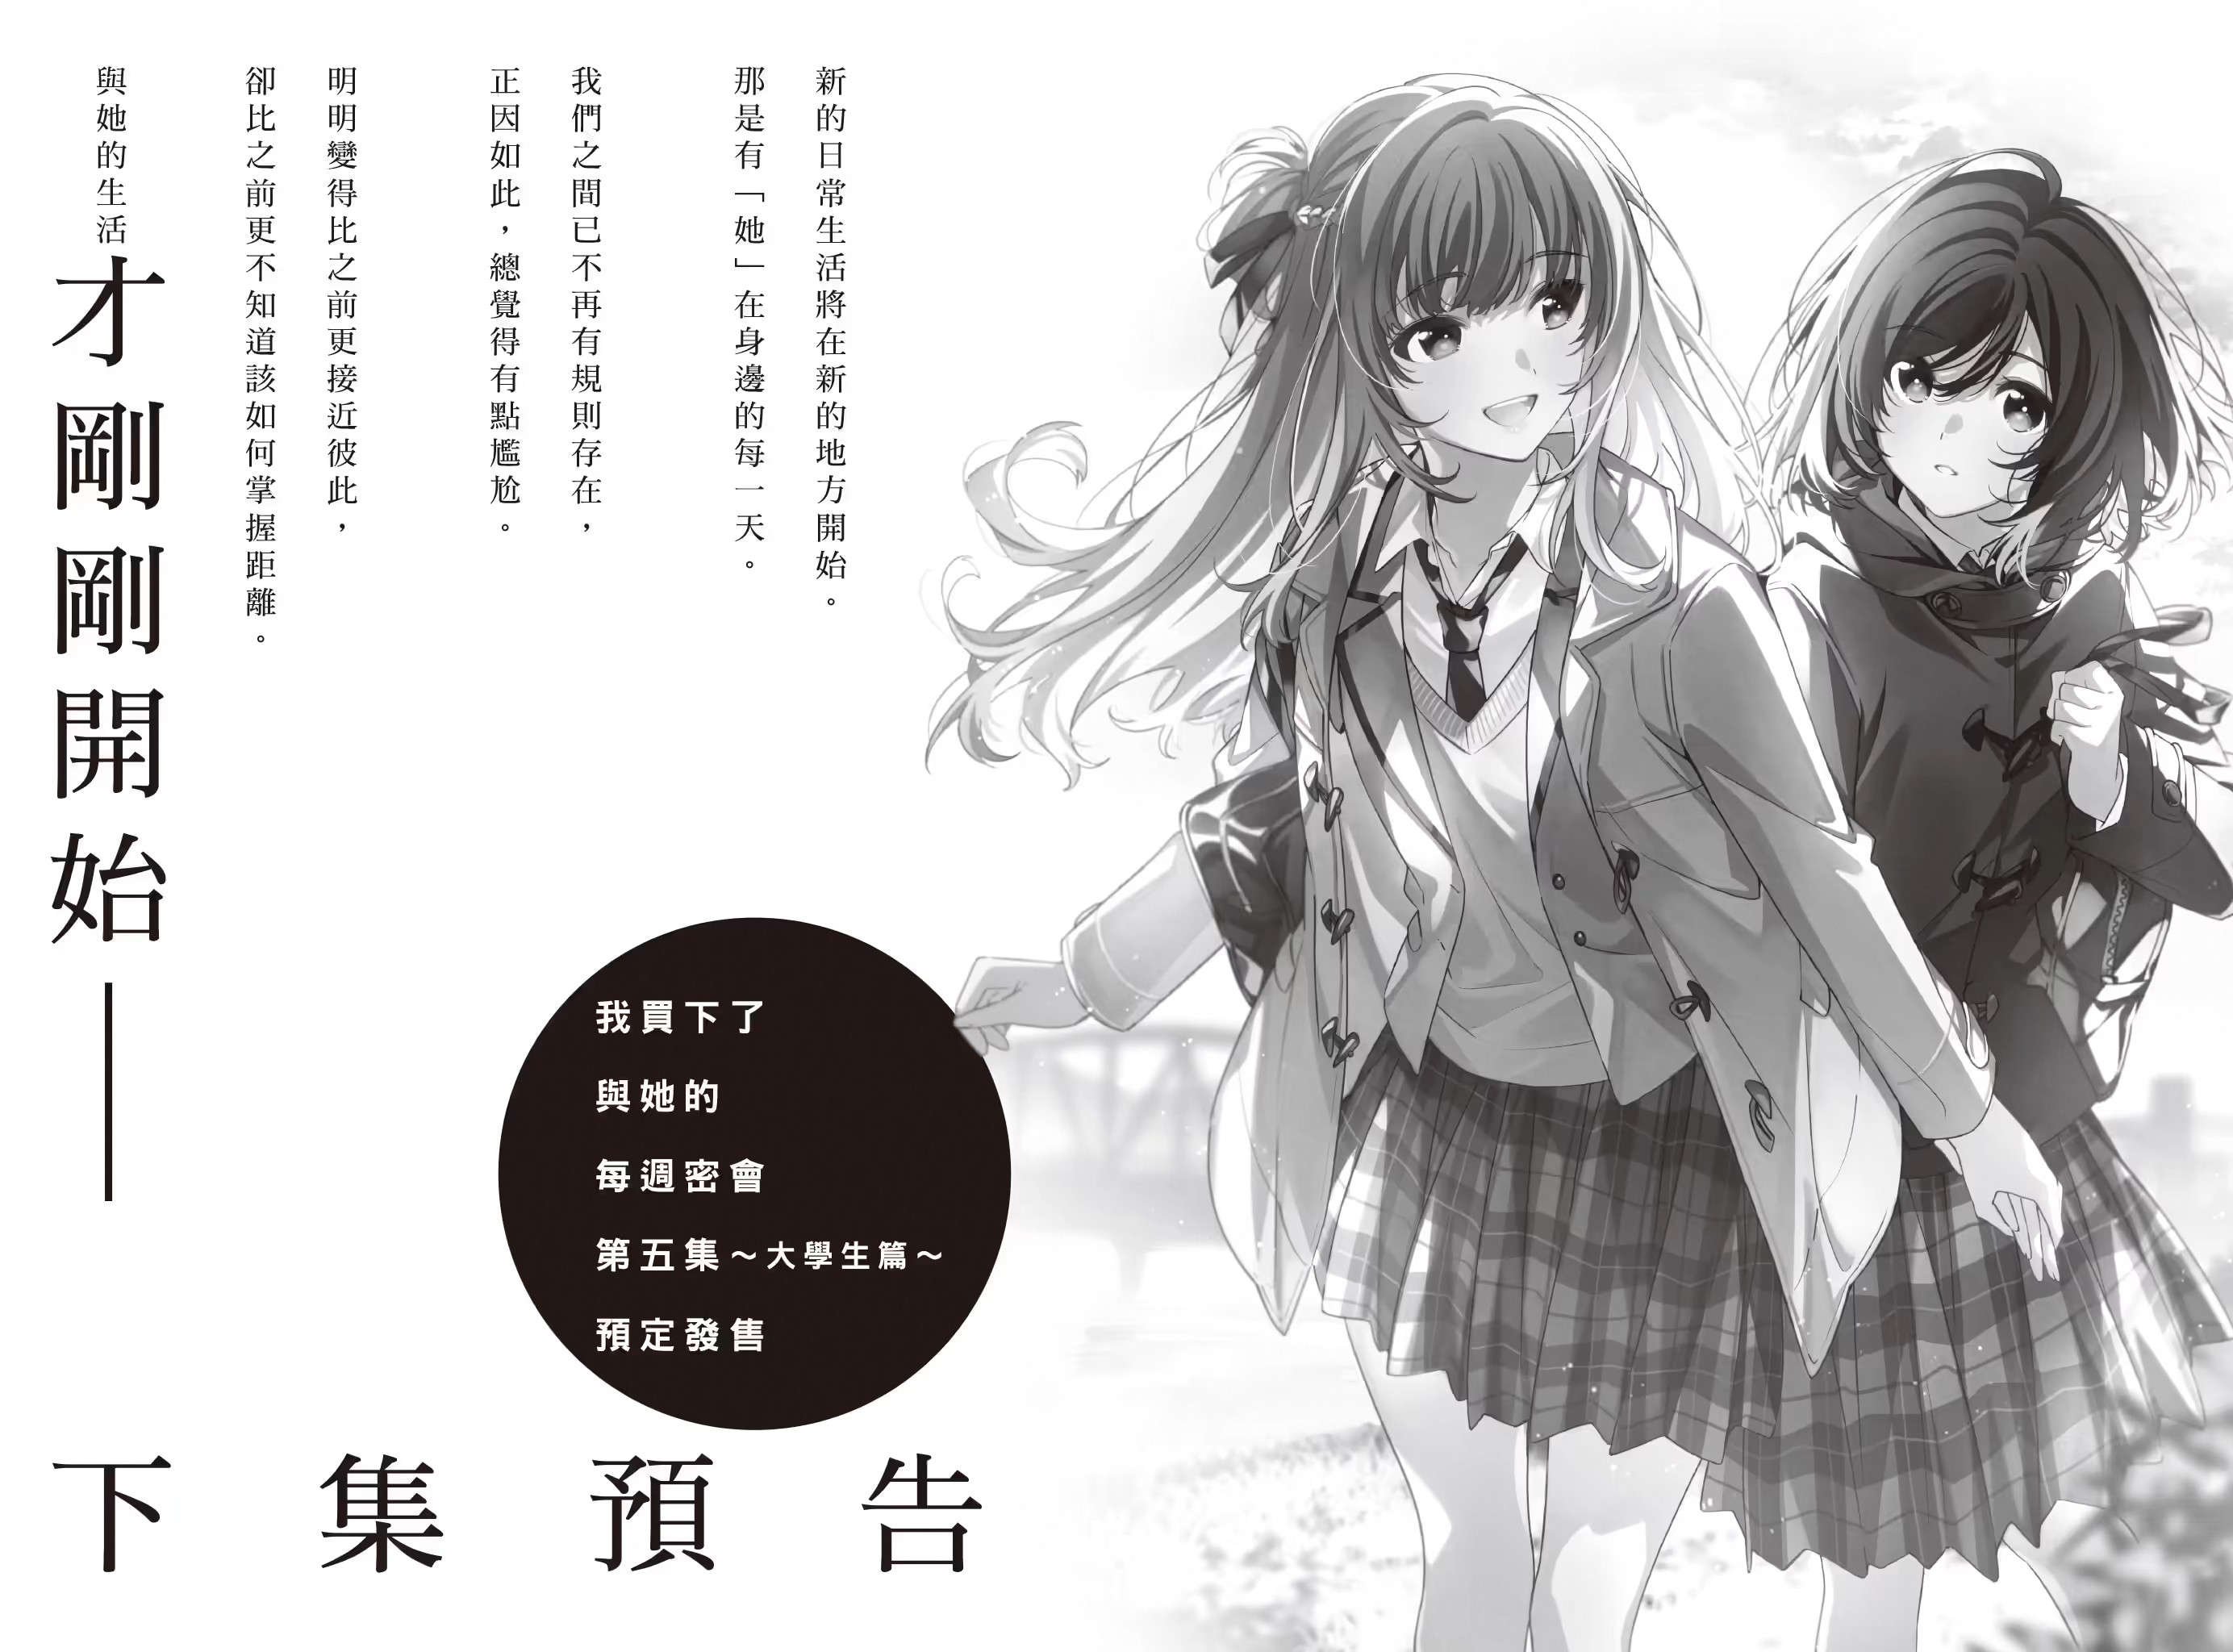 新的日常生活將在新的地方開始。
那是有「她」在身邊的每一天。
我們之間已不再有規則存在，
正因如此，總覺得有點尷尬。
明明變得比之前更接近彼此，
卻比之前更不知道該如何掌握距離。
與她的生活才剛剛開始——
我買下了
與她的
每週密會
第五集～大學生篇～
預定發售
下集預告